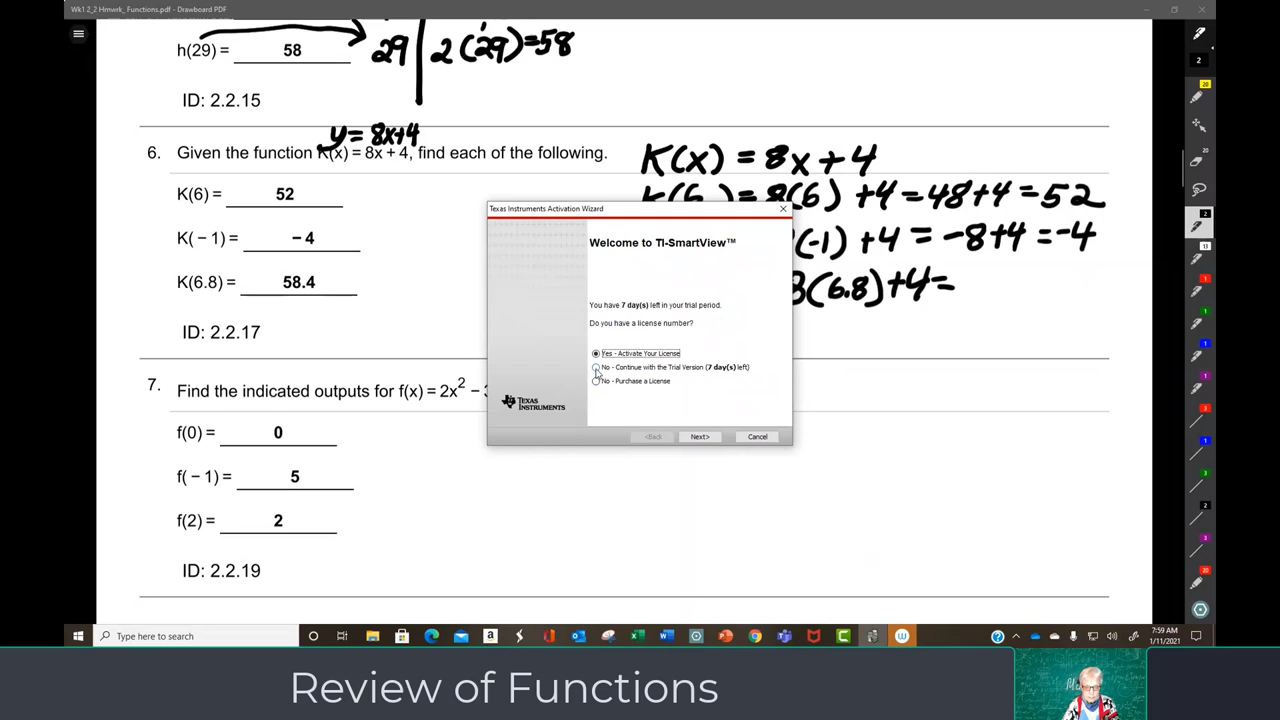 Wk1 2_2 Hmwrk_ Functions.pdf - Drawboard PDF
h(29) = 58
29 2(29)=58
ID: 2.2.15
y = 8x+4
6. Given the function K(x) = 8x + 4, find each of the following.
K(x) = 8x + 4
K(6) = 52
K(6 = 8(6) +4 = 48+4 = 52
K(-1) = -4
(-1) +4 = -8+4 = -4
K(6.8) = 58.4
8(6.8)+4=
ID: 2.2.17
Texas Instruments Activation Wizard
Welcome to TI-SmartView™
You have 7 day(s) left in your trial period.
Do you have a license number?
Yes - Activate Your License
No - Continue with the Trial Version (7 day(s) left)
No - Purchase a License
TEXAS INSTRUMENTS
<Back Next> Cancel
7. Find the indicated outputs for f(x) = 2x² -
f(0) = 0
f(-1) = 5
f(2) = 2
ID: 2.2.19
Type here to search
7:59 AM
1/11/2021
Review of Functions